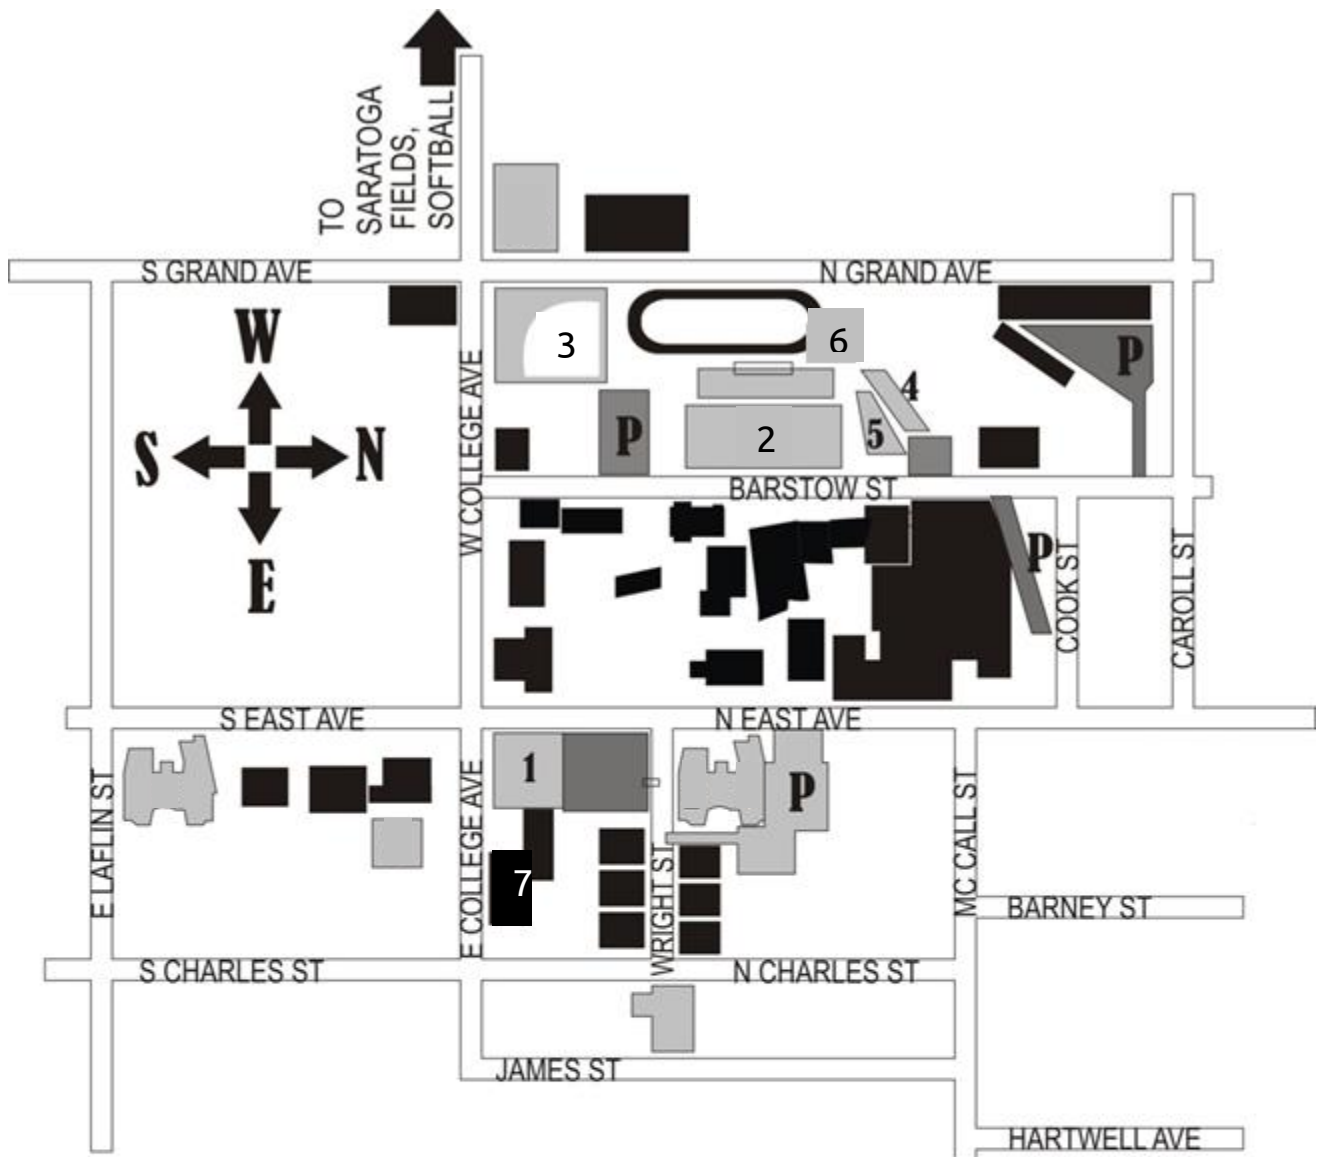 TO
SARATOGA
FIELDS,
SOFTBALL
S GRAND AVE
N GRAND AVE
W
S
N
E
W COLLEGE AVE
3
6
4
P
P
2
5
BARSTOW ST
P
COOK ST
CAROLL ST
S EAST AVE
N EAST AVE
E LAFLIN ST
E COLLEGE AVE
1
P
WRIGHT ST
MC CALL ST
7
BARNEY ST
S CHARLES ST
N CHARLES ST
JAMES ST
HARTWELL AVE